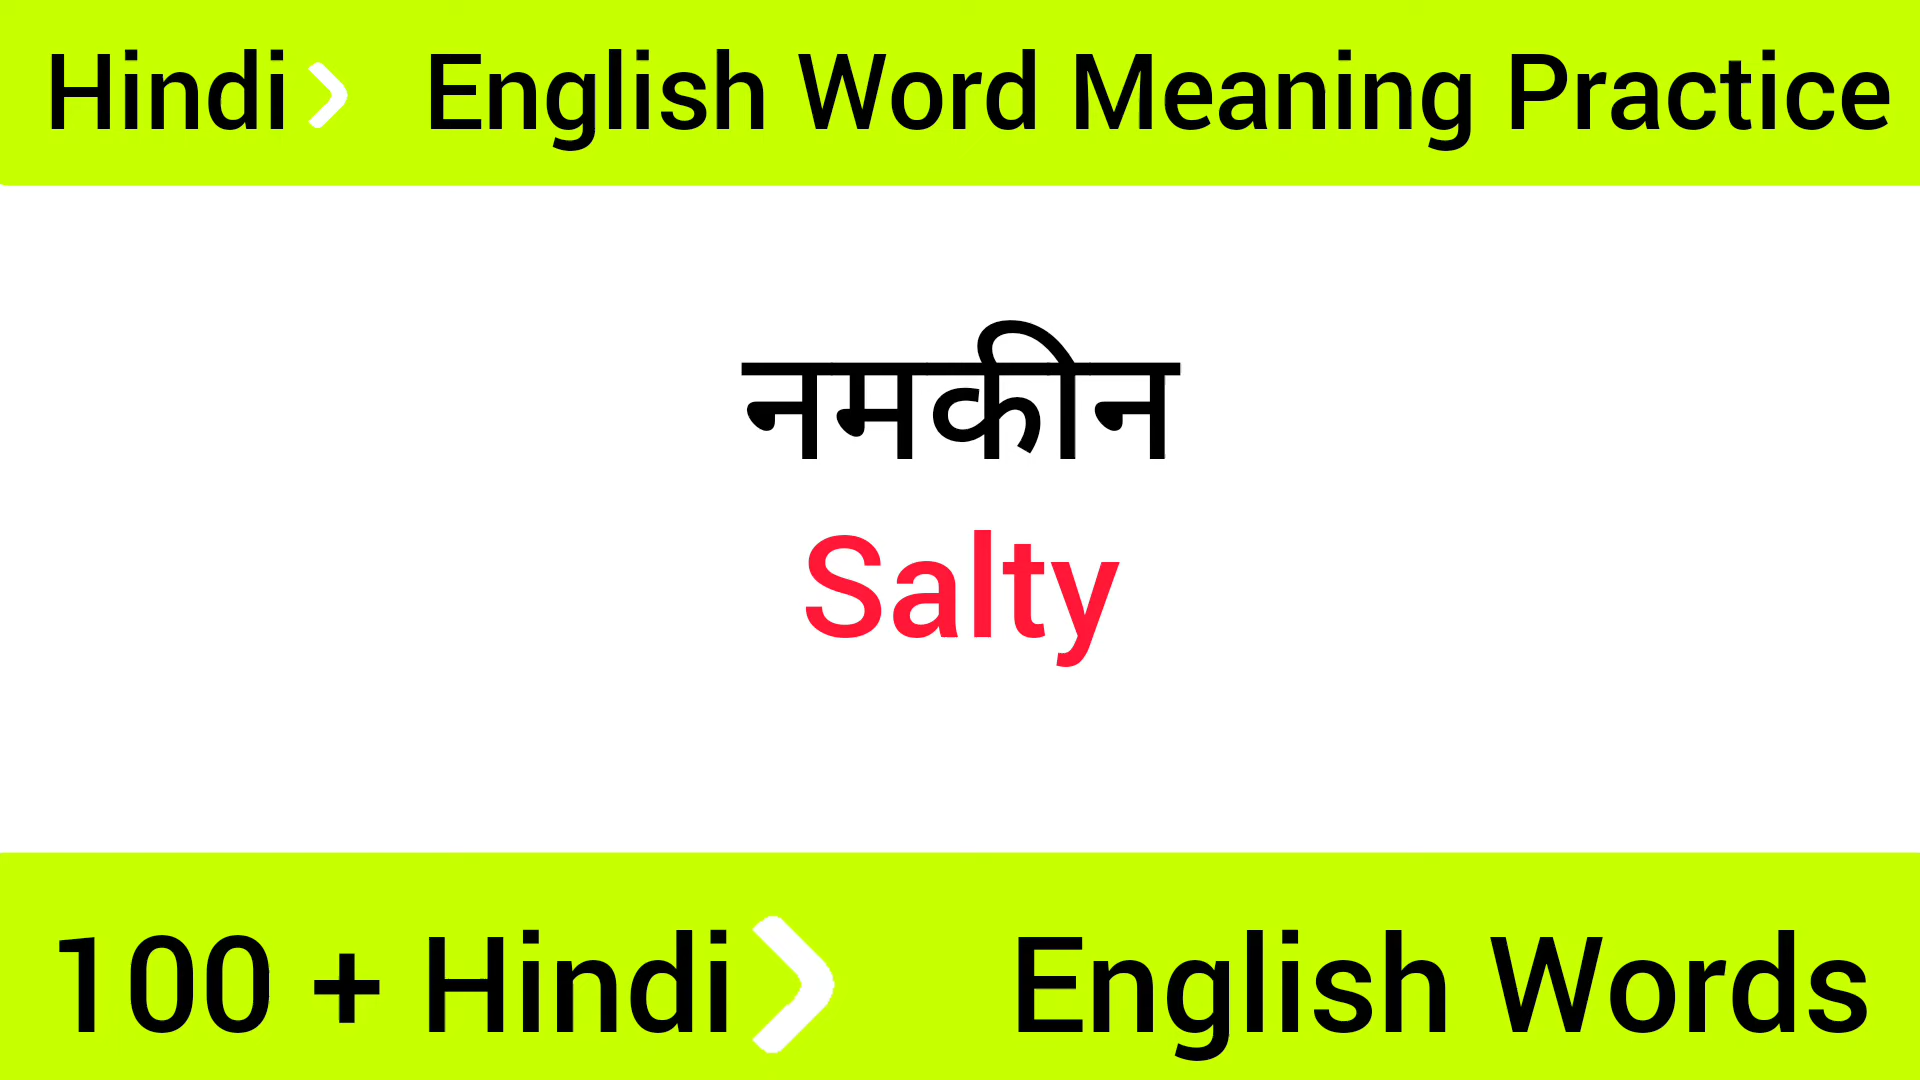 Hindi > English Word Meaning Practice
नमकीन
Salty
100 + Hindi > English Words